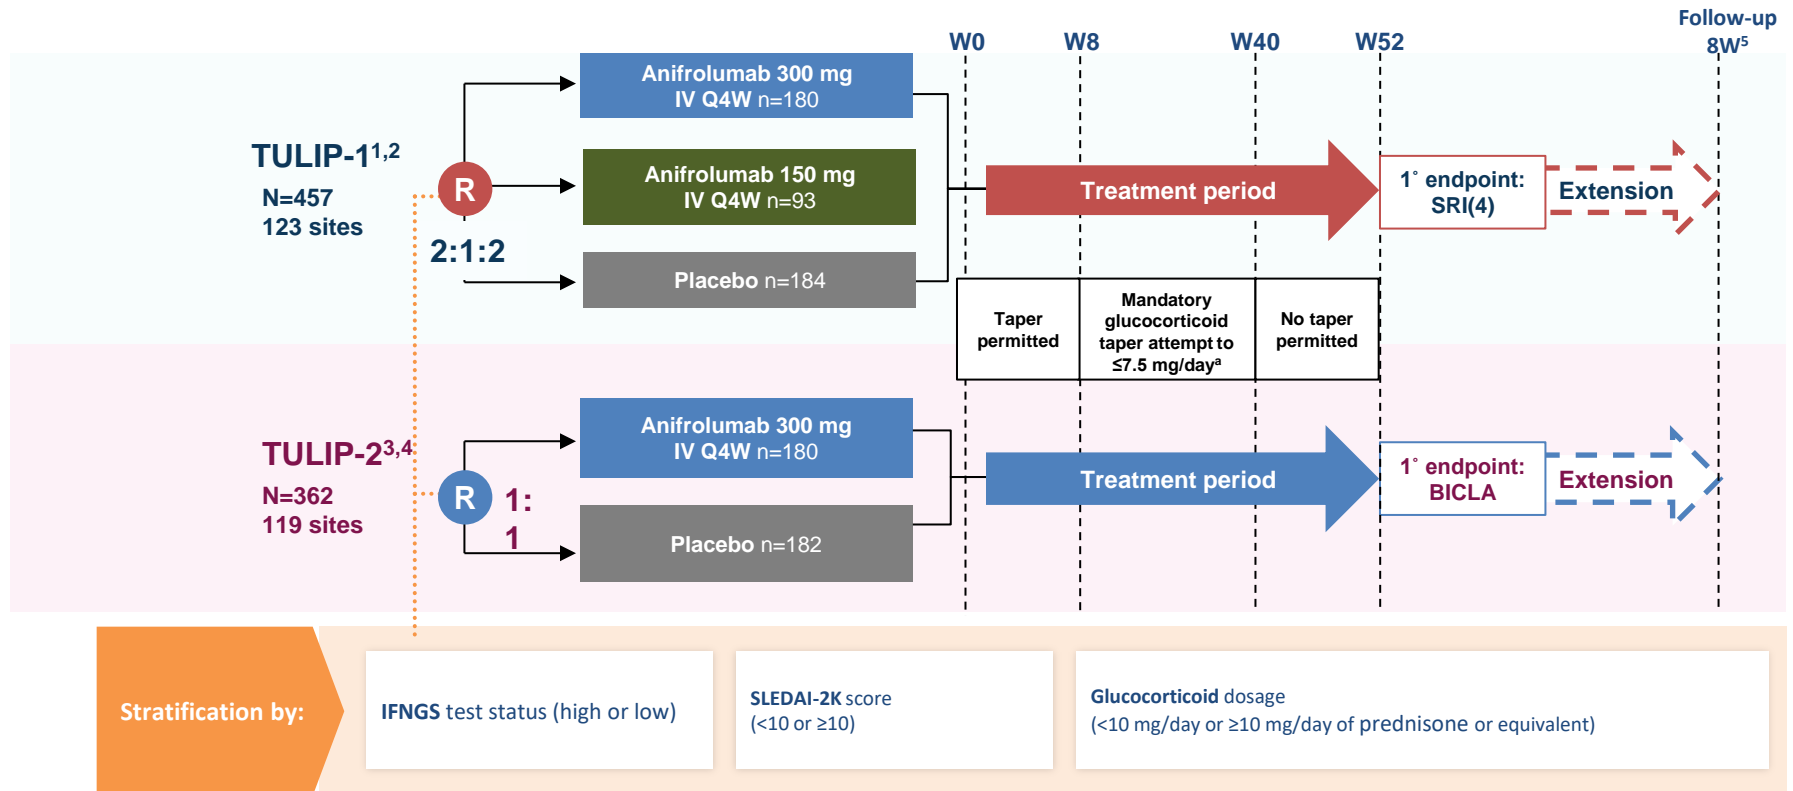 W0
W8
W40
W52
Follow-up
8W⁵
TULIP-1¹,²
N=457
123 sites
R
2:1:2
Anifrolumab 300 mg
IV Q4W n=180
Anifrolumab 150 mg
IV Q4W n=93
Placebo n=184
Treatment period
1° endpoint:
SRI(4)
Extension
Taper
permitted
Mandatory
glucocorticoid
taper attempt to
≤7.5 mg/dayᵃ
No taper
permitted
TULIP-2³,⁴
N=362
119 sites
R
1:
1
Anifrolumab 300 mg
IV Q4W n=180
Placebo n=182
Treatment period
1° endpoint:
BICLA
Extension
Stratification by:
IFNGS test status (high or low)
SLEDAI-2K score
(<10 or ≥10)
Glucocorticoid dosage
(<10 mg/day or ≥10 mg/day of prednisone or equivalent)